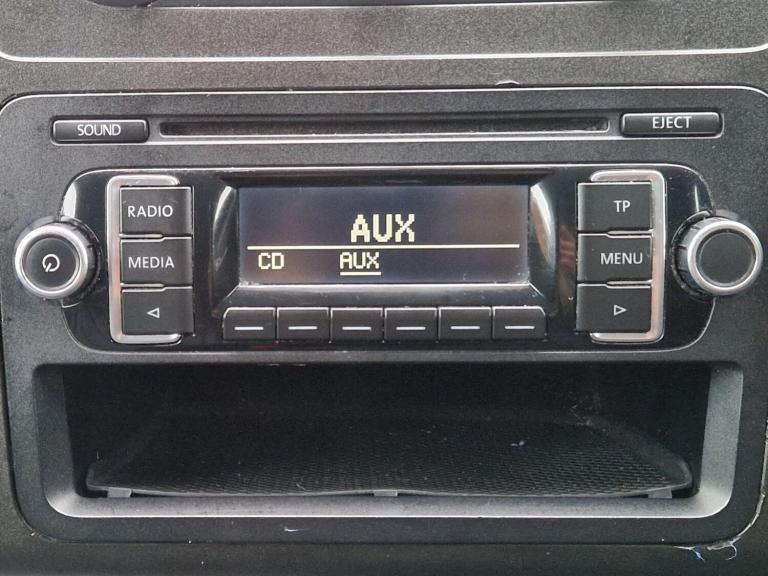 SOUND
EJECT
RADIO
TP
AUX
MEDIA
CD AUX
MENU